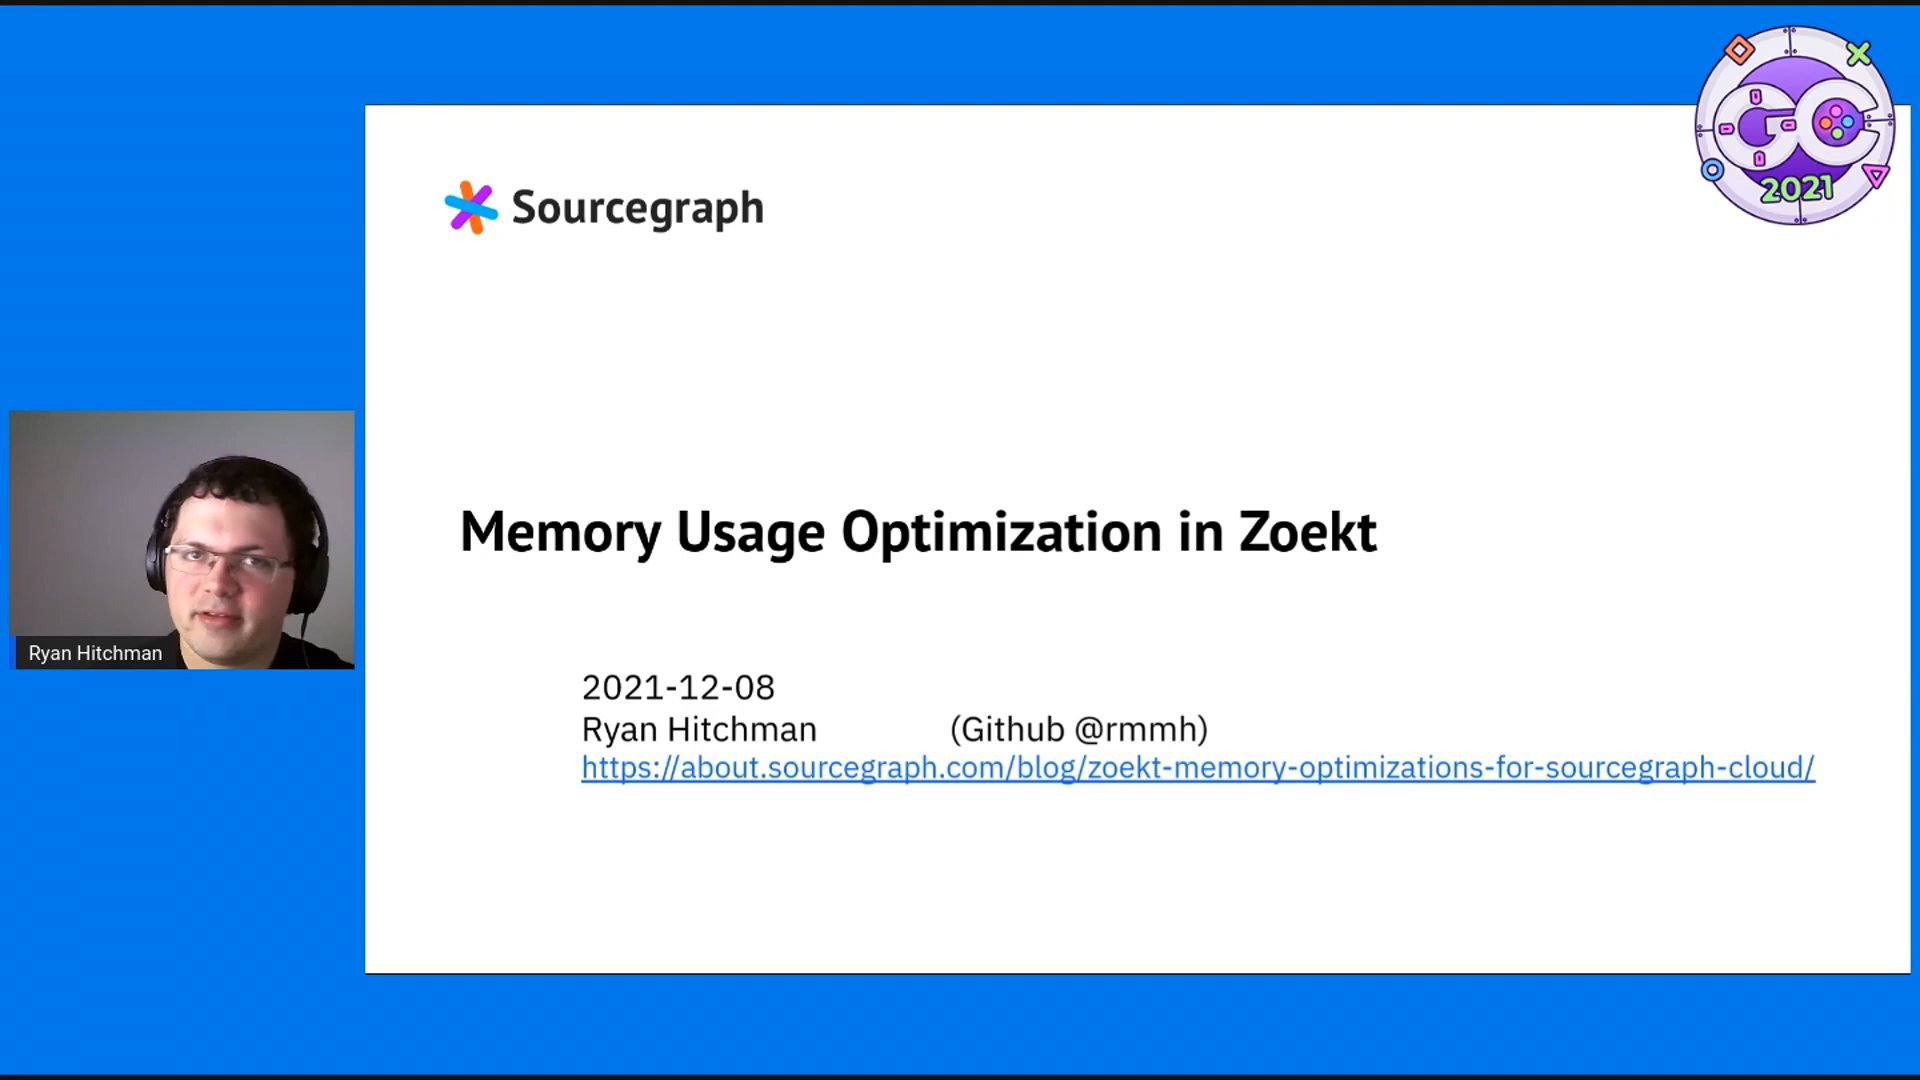 GC
2021
Sourcegraph
Memory Usage Optimization in Zoekt
Ryan Hitchman
2021-12-08
Ryan Hitchman (Github @rmmh)
https://about.sourcegraph.com/blog/zoekt-memory-optimizations-for-sourcegraph-cloud/